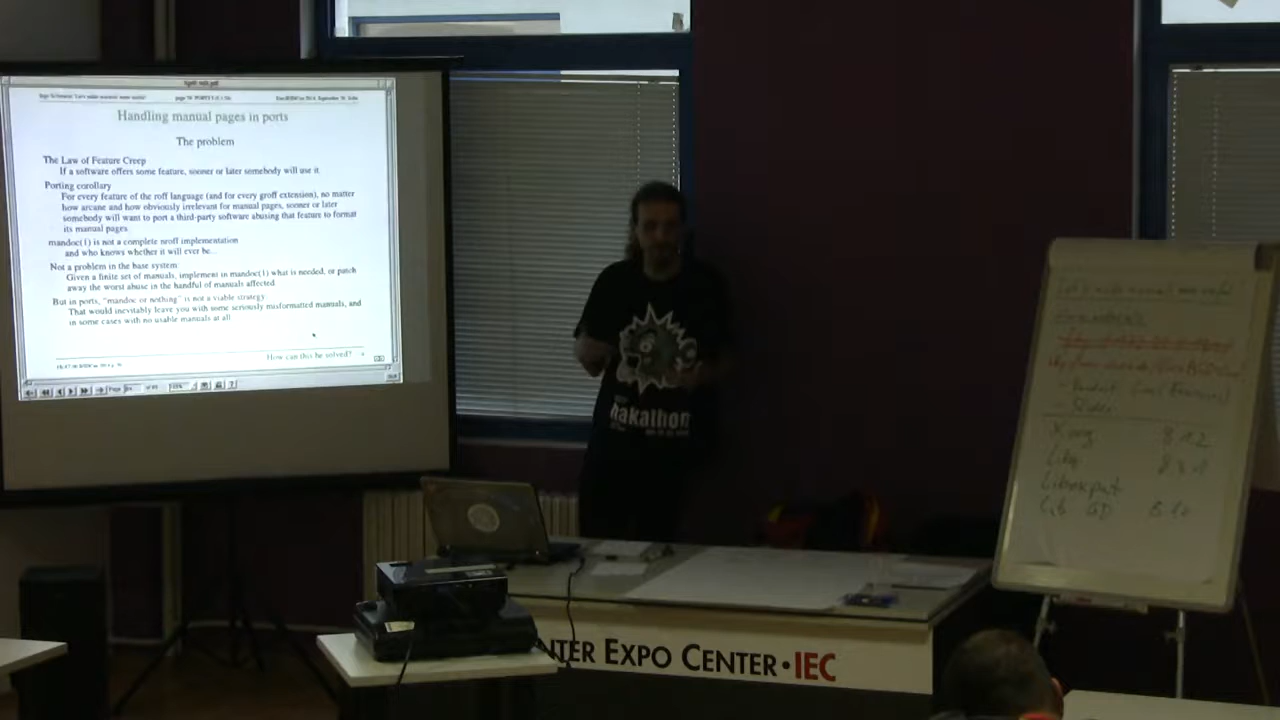 Handling manual pages in ports
The problem
The Law of Feature Creep
If a software offers some feature, sooner or later somebody will use it.
Porting corollary
For every feature of the roff language (and for every groff extension), no matter
how arcane and how obviously irrelevant for manual pages, sooner or later
somebody will want to port a third-party software abusing that feature to format
its manual pages
mandoc(1) is not a complete nroff implementation
and who knows whether it will ever be...
Not a problem in the base system
Given a finite set of manuals, implement in mandoc(1) what is needed, or patch
away the worst abuse in the handful of manuals affected
But in ports, "mandoc or nothing" is not a viable strategy
That would inevitably leave you with some seriously misformatted manuals, and
in some cases with no usable manuals at all
How can this be solved?
hakathon
NTER EXPO CENTER • IEC
Xorg
Libexpat
Lib GD